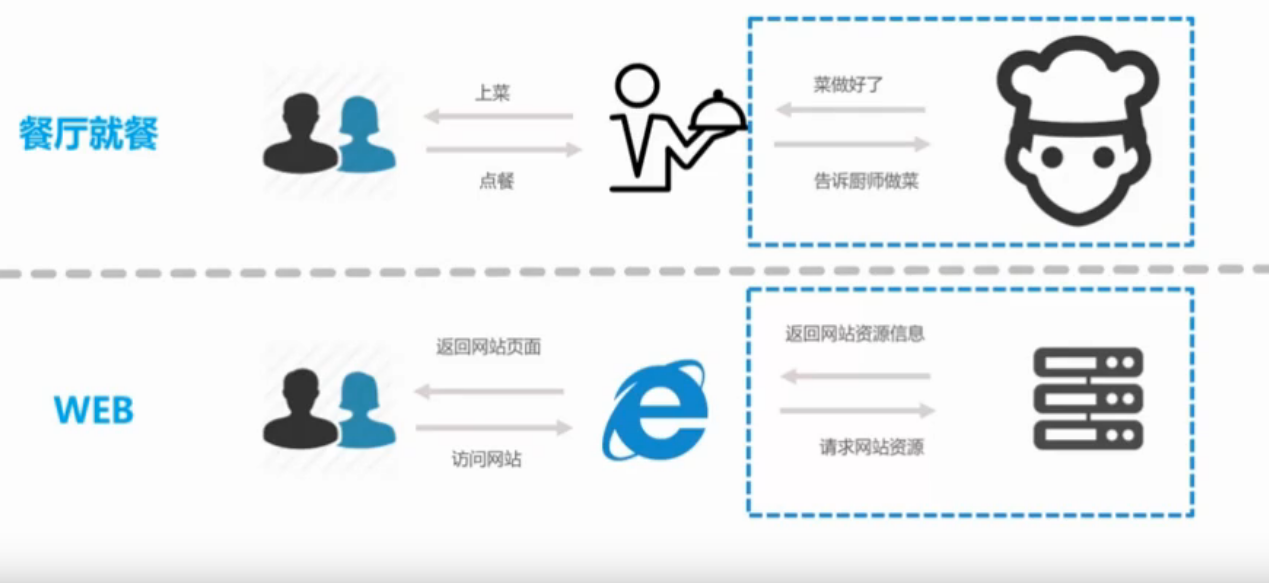 餐厅就餐
上菜
点餐
菜做好了
告诉厨师做菜
WEB
返回网站页面
访问网站
返回网站资源信息
请求网站资源